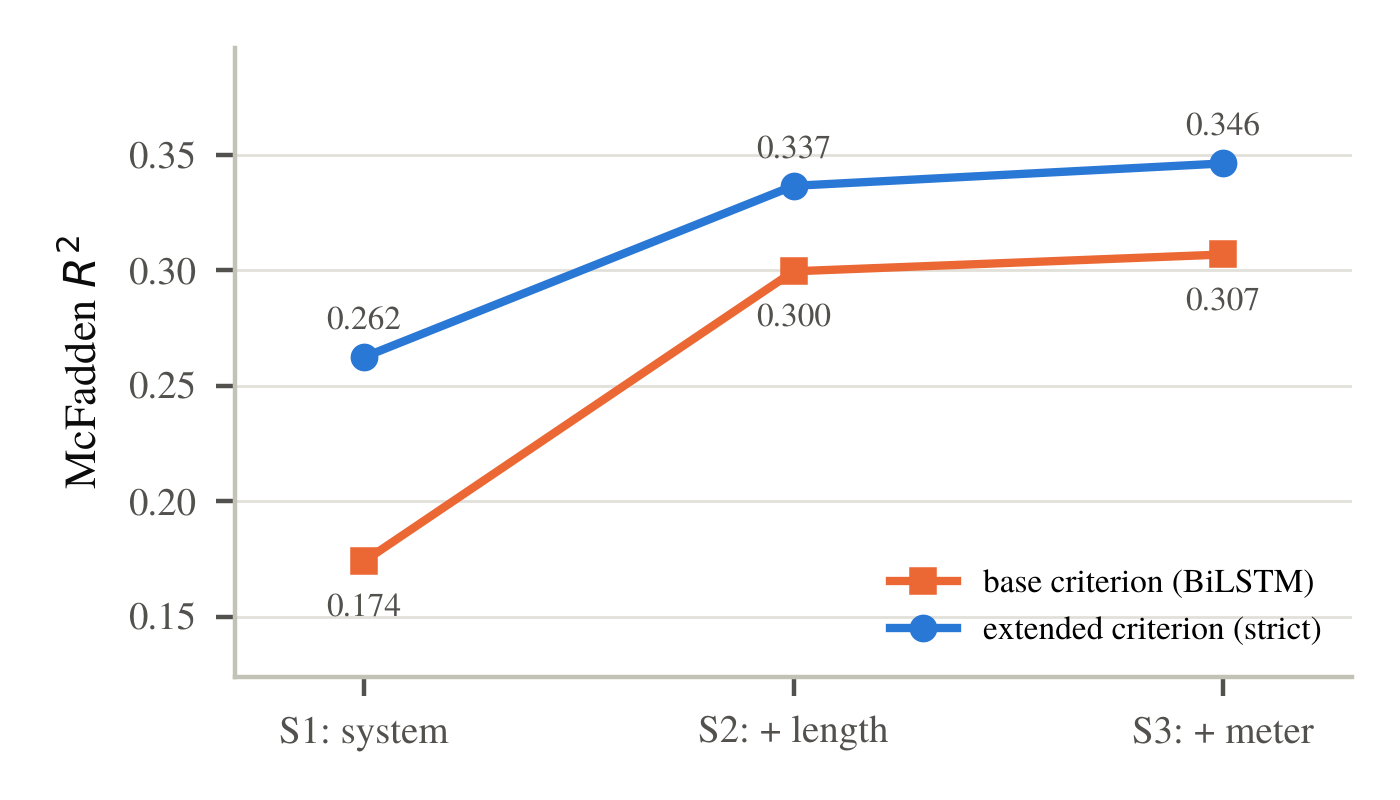 McFadden R²
0.35
0.30
0.25
0.20
0.15
0.262
0.337
0.346
0.174
0.300
0.307
base criterion (BiLSTM)
extended criterion (strict)
S1: system
S2: + length
S3: + meter